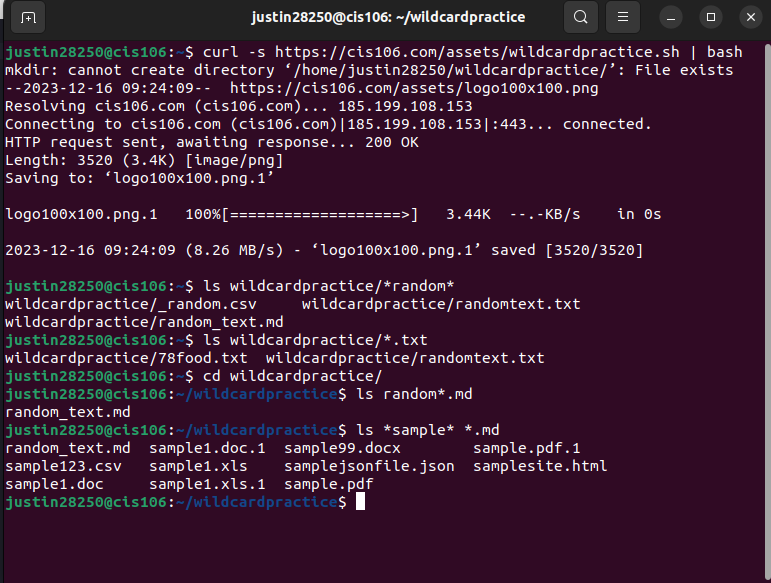 justin28250@cis106: ~/wildcardpractice
justin28250@cis106:~$ curl -s https://cis106.com/assets/wildcardpractice.sh | bash
mkdir: cannot create directory ‘/home/justin28250/wildcardpractice/’: File exists
--2023-12-16 09:24:09--  https://cis106.com/assets/logo100x100.png
Resolving cis106.com (cis106.com)... 185.199.108.153
Connecting to cis106.com (cis106.com)|185.199.108.153|:443... connected.
HTTP request sent, awaiting response... 200 OK
Length: 3520 (3.4K) [image/png]
Saving to: ‘logo100x100.png.1’
logo100x100.png.1   100%[===================>]   3.44K  --.-KB/s    in 0s
2023-12-16 09:24:09 (8.26 MB/s) - ‘logo100x100.png.1’ saved [3520/3520]
justin28250@cis106:~$ ls wildcardpractice/*random*
wildcardpractice/_random.csv     wildcardpractice/randomtext.txt
wildcardpractice/random_text.md
justin28250@cis106:~$ ls wildcardpractice/*.txt
wildcardpractice/78food.txt  wildcardpractice/randomtext.txt
justin28250@cis106:~$ cd wildcardpractice/
justin28250@cis106:~/wildcardpractice$ ls random*.md
random_text.md
justin28250@cis106:~/wildcardpractice$ ls *sample* *.md
random_text.md  sample1.doc.1  sample99.docx        sample.pdf.1
sample123.csv   sample1.xls    samplejsonfile.json  samplesite.html
sample1.doc     sample1.xls.1  sample.pdf
justin28250@cis106:~/wildcardpractice$